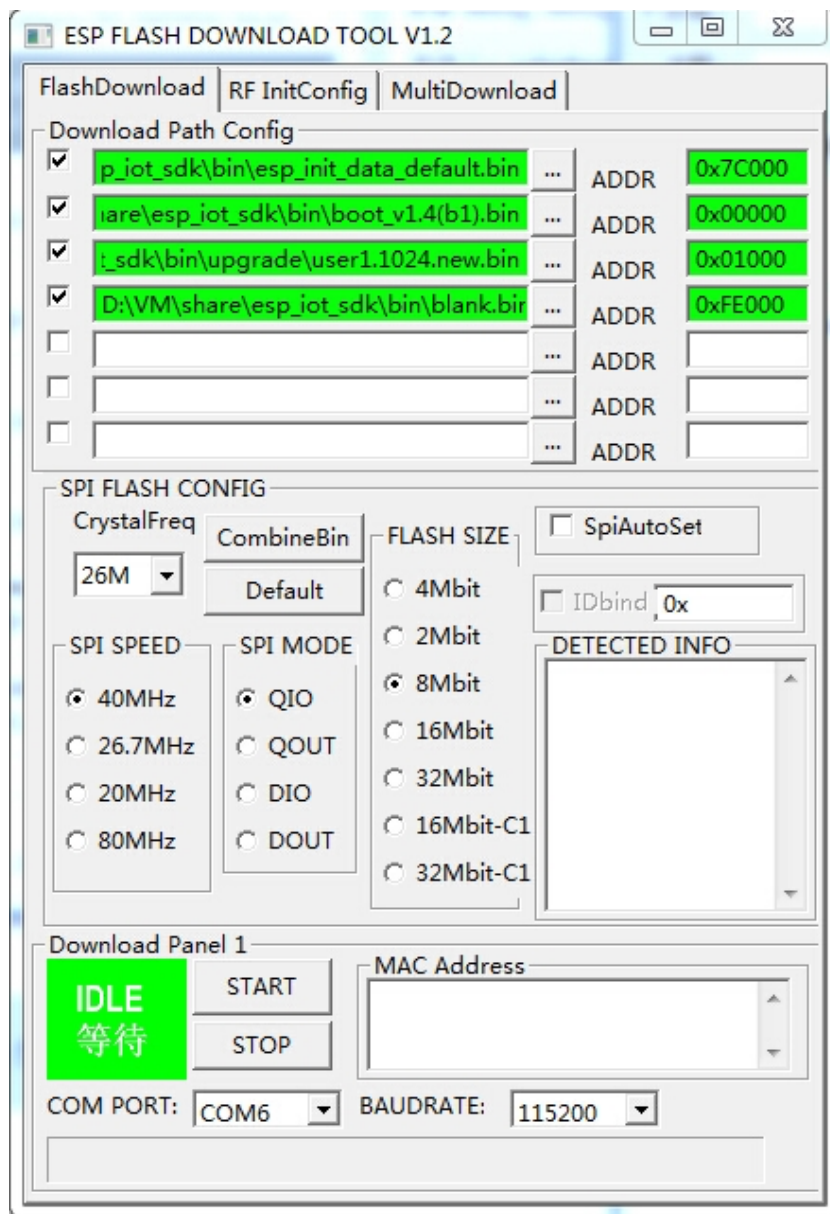 ESP FLASH DOWNLOAD TOOL V1.2
FlashDownload RF InitConfig MultiDownload
Download Path Config
p_iot_sdk\bin\esp_init_data_default.bin ... ADDR 0x7C000
are\esp_iot_sdk\bin\boot_v1.4(b1).bin ... ADDR 0x00000
t_sdk\bin\upgrade\user1.1024.new.bin ... ADDR 0x01000
D:\VM\share\esp_iot_sdk\bin\blank.bin ... ADDR 0xFE000
... ADDR
... ADDR
... ADDR
SPI FLASH CONFIG
CrystalFreq
26M
CombineBin
Default
SPI SPEED
40MHz
26.7MHz
20MHz
80MHz
SPI MODE
QIO
QOUT
DIO
DOUT
FLASH SIZE
4Mbit
2Mbit
8Mbit
16Mbit
32Mbit
16Mbit-C1
32Mbit-C1
SpiAutoSet
IDbind 0x
DETECTED INFO
Download Panel 1
IDLE
等待
START
STOP
MAC Address
COM PORT: COM6 BAUDRATE: 115200